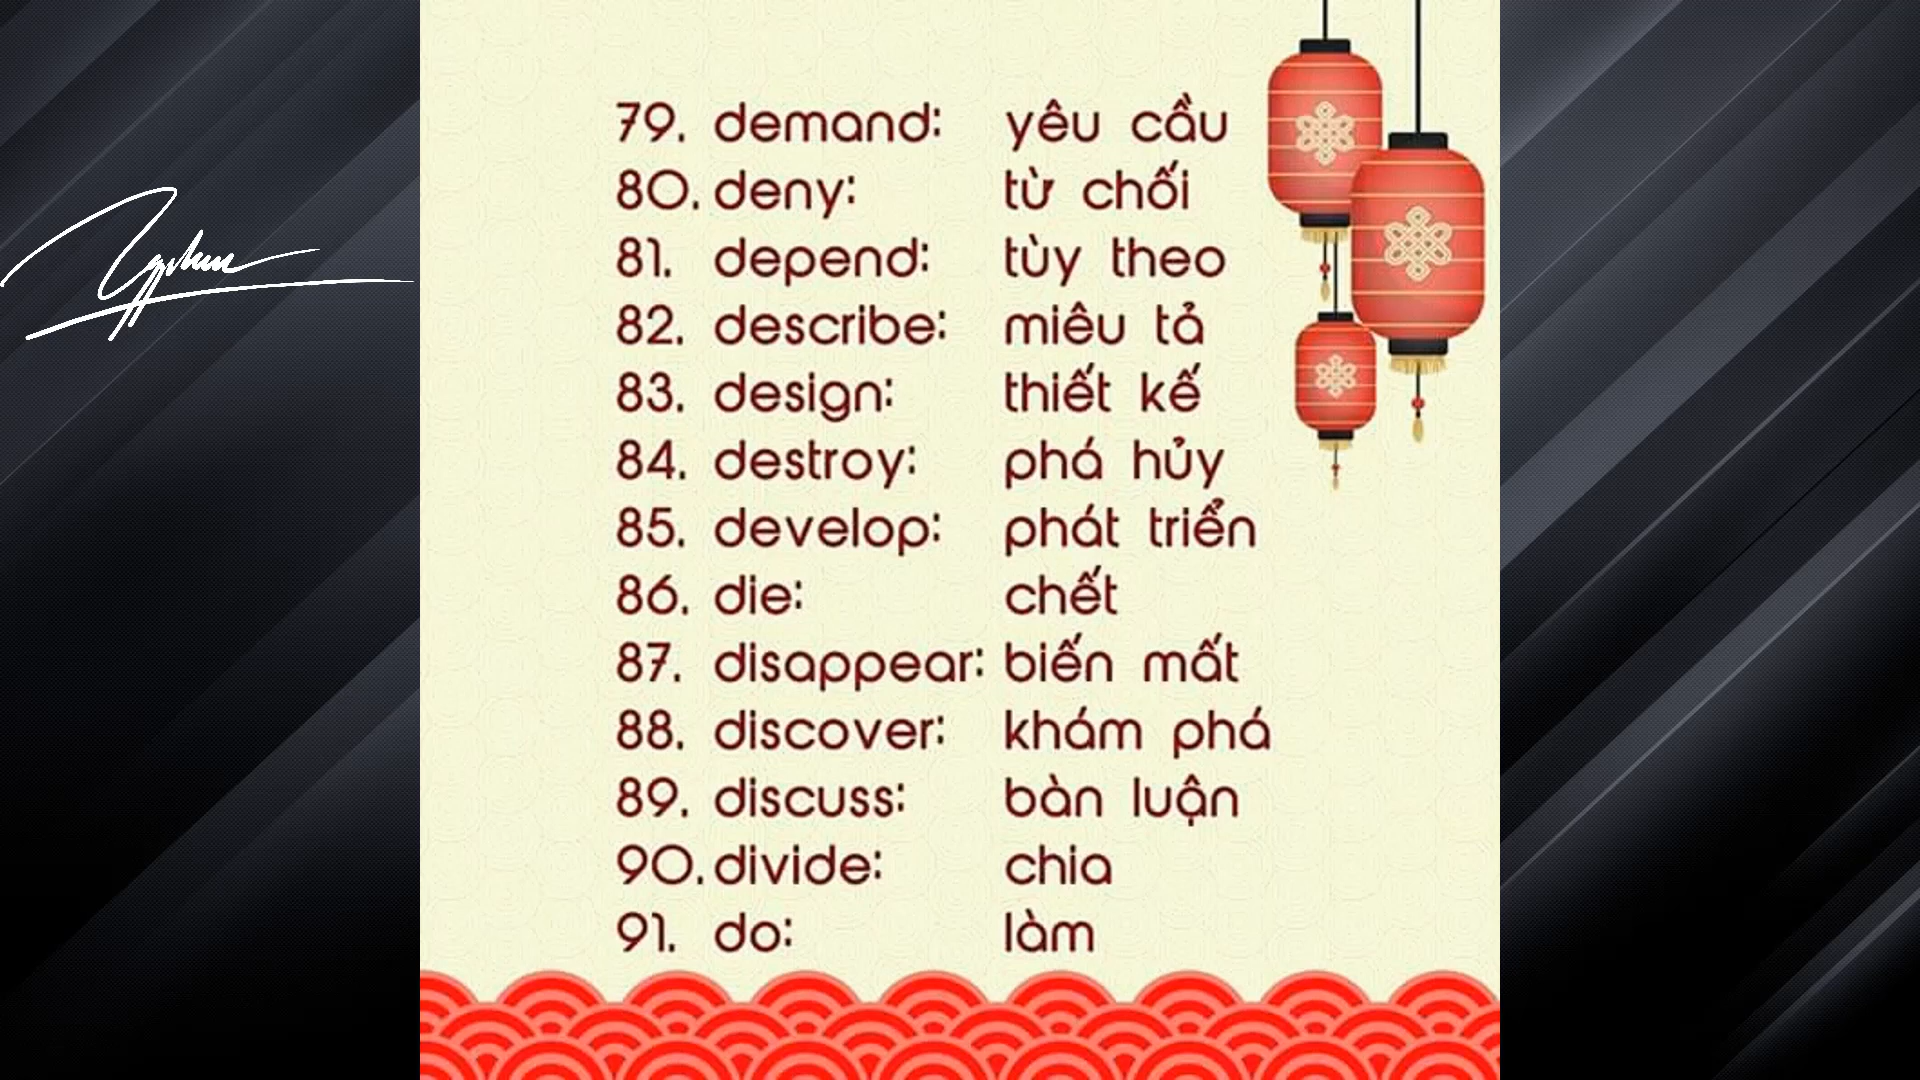 79. demand: yêu cầu
80. deny: từ chối
81. depend: tùy theo
82. describe: miêu tả
83. design: thiết kế
84. destroy: phá hủy
85. develop: phát triển
86. die: chết
87. disappear: biến mất
88. discover: khám phá
89. discuss: bàn luận
90. divide: chia
91. do: làm